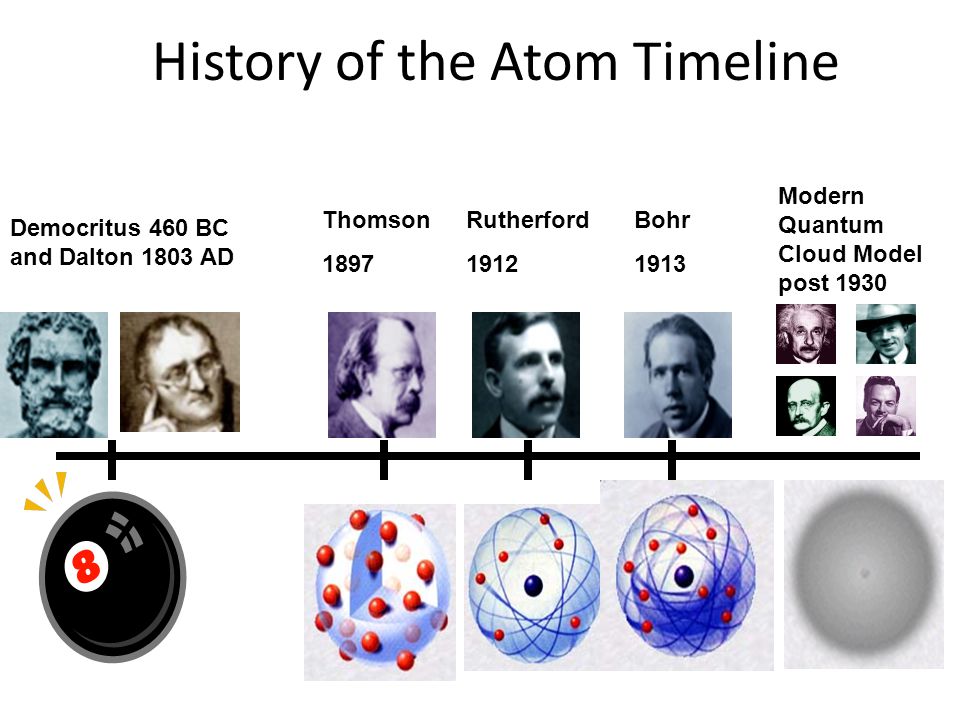 History of the Atom Timeline
Democritus 460 BC
and Dalton 1803 AD
Thomson
1897
Rutherford
1912
Bohr
1913
Modern
Quantum
Cloud Model
post 1930
8